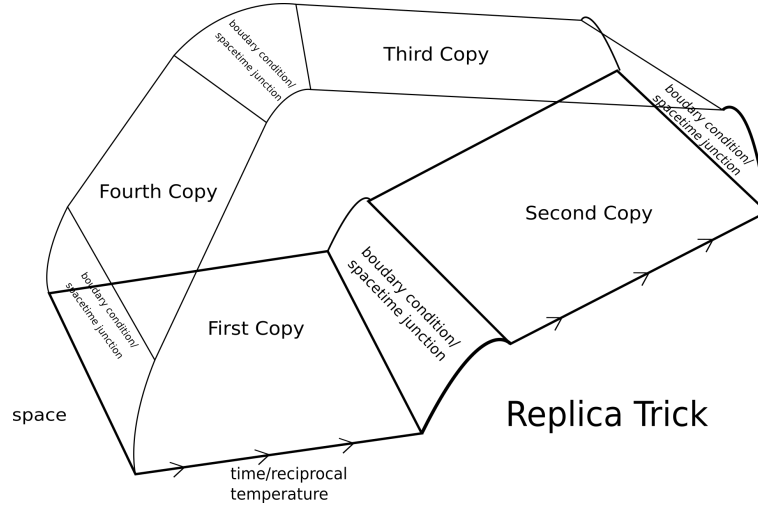 boudary condition/
spacetime junction
Third Copy
boudary condition/
spacetime junction
Fourth Copy
Second Copy
boudary condition/
spacetime junction
boudary condition/
spacetime junction
First Copy
space
Replica Trick
time/reciprocal
temperature